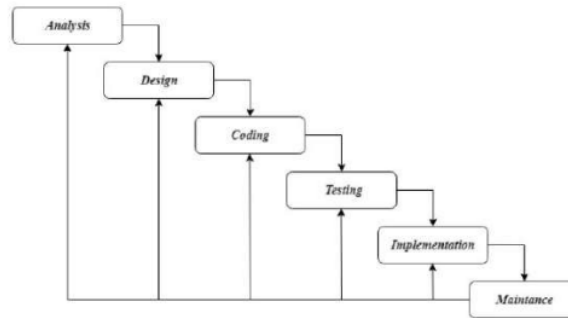 Analysis
Design
Coding
Testing
Implementation
Maintance